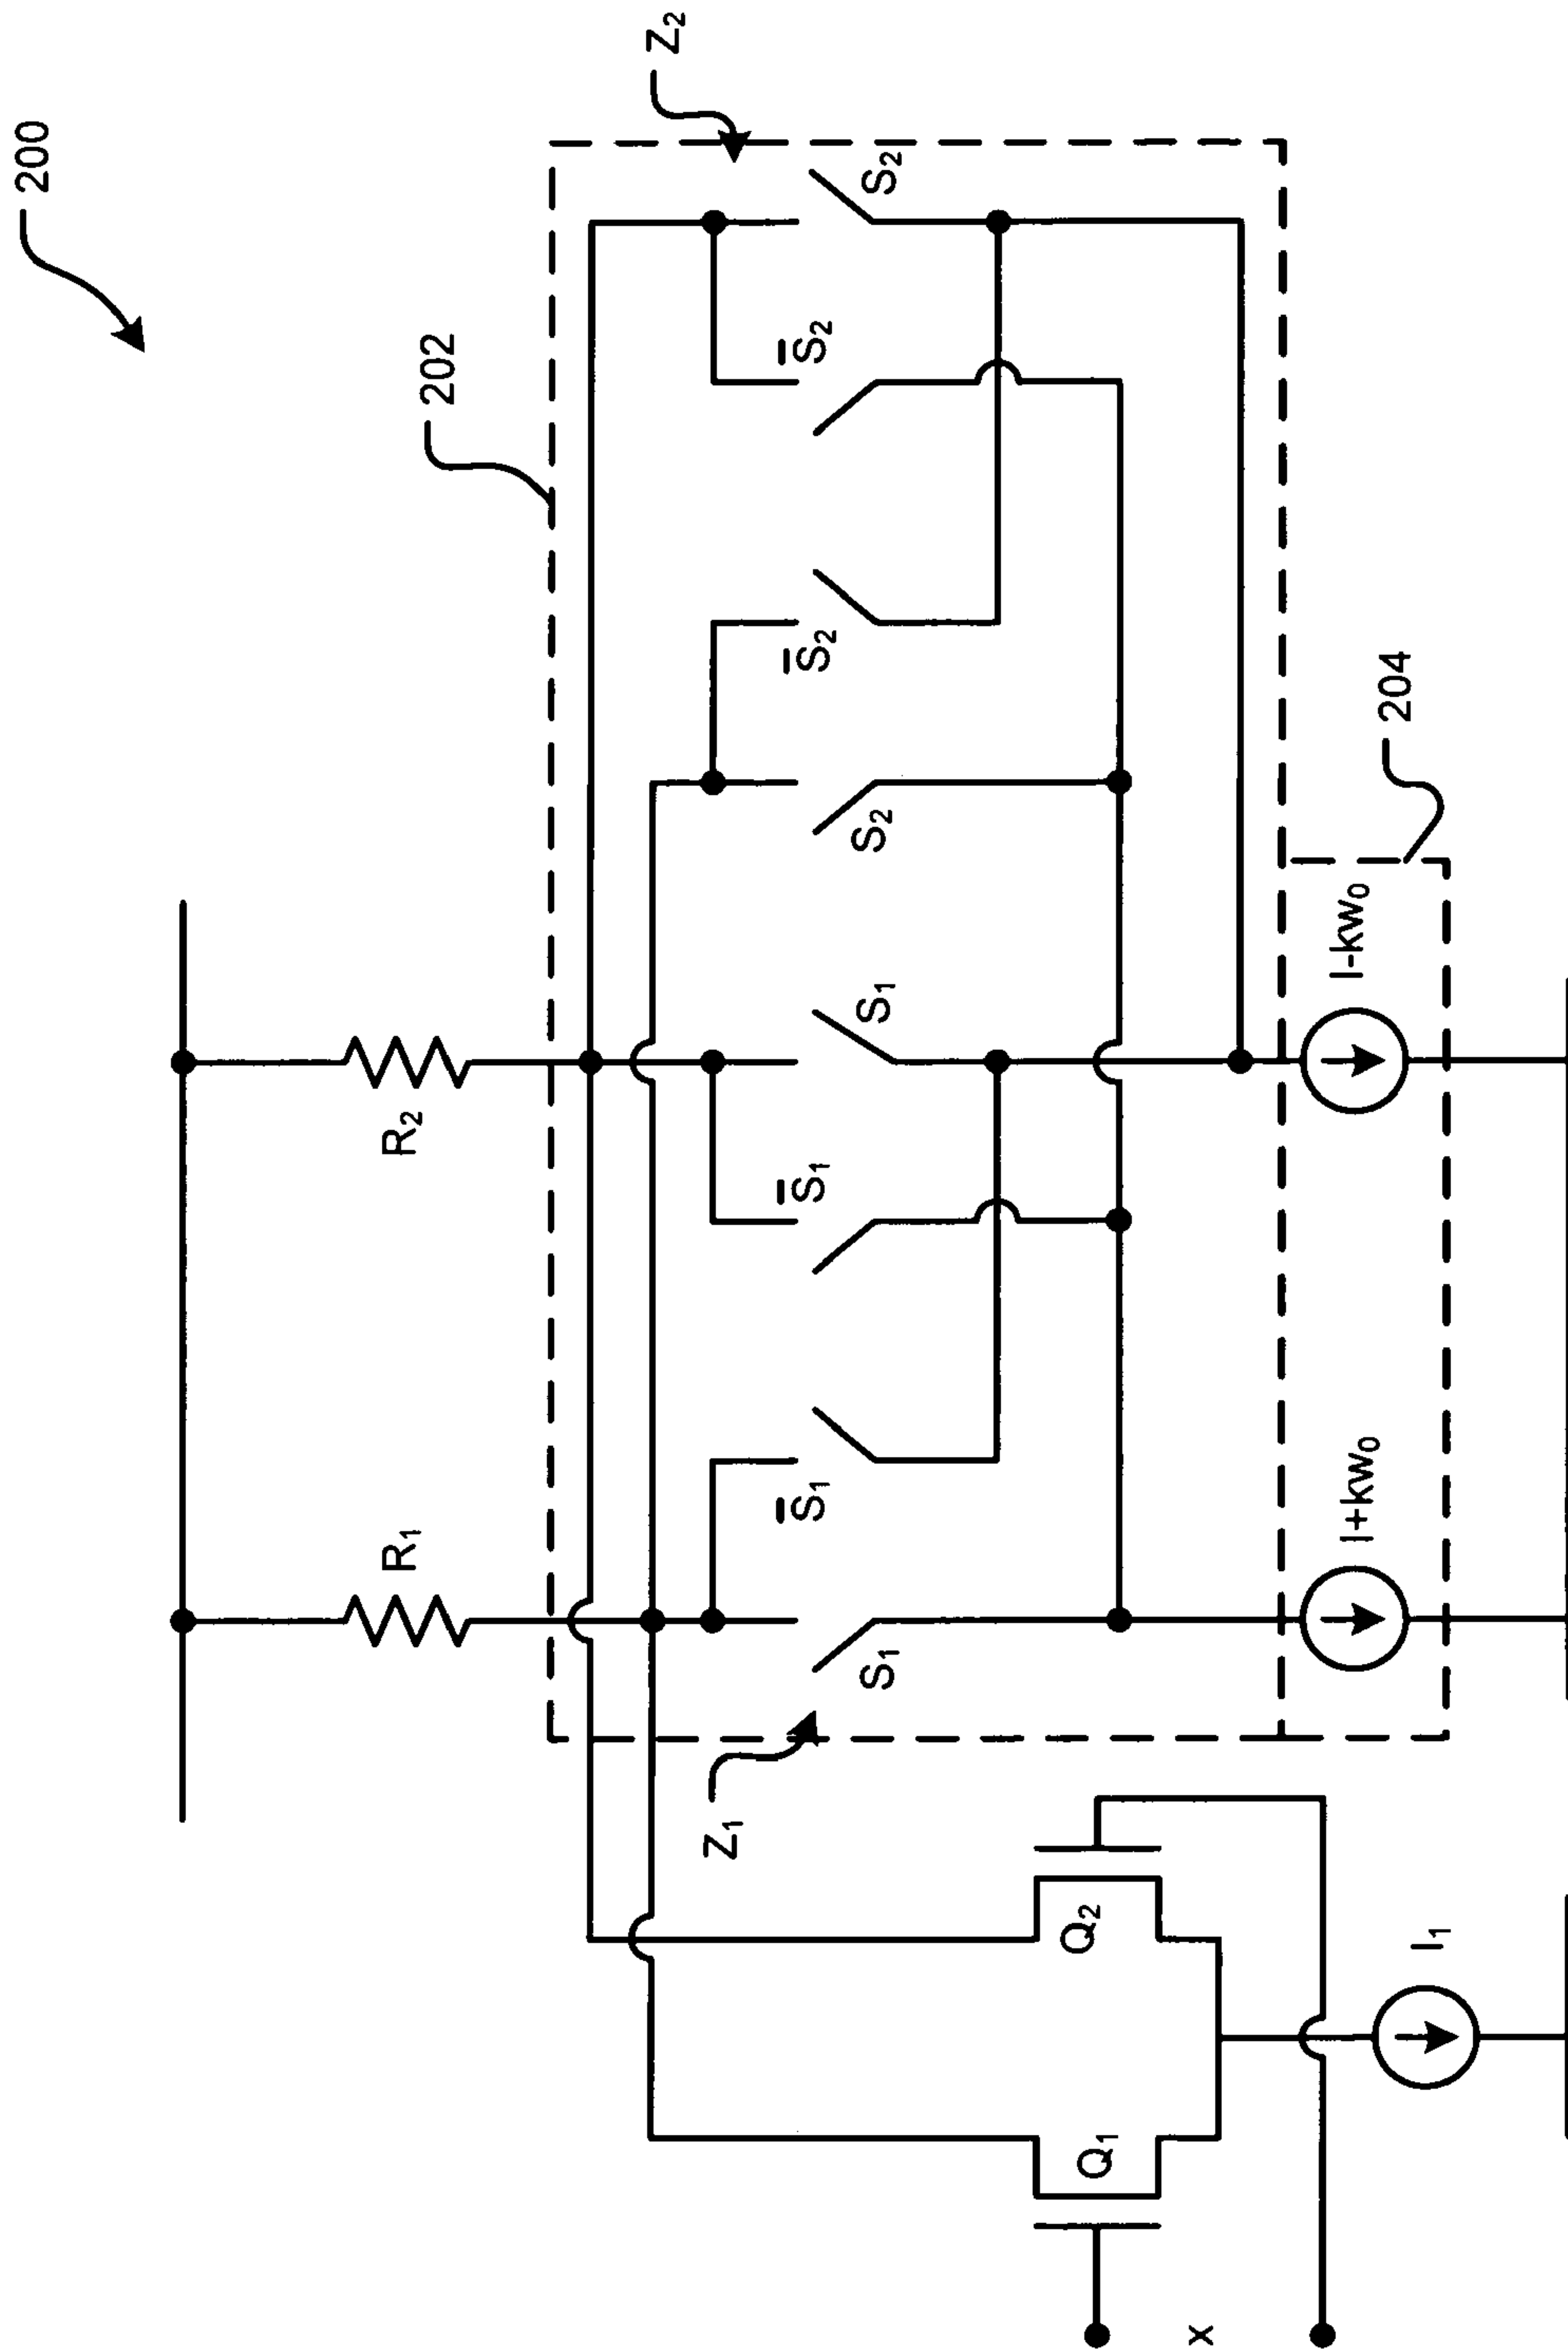 200
R₁
R₂
202
Z₂
Z₁
S̅₁
S̅₁
S̅₂
S̅₂
S₁
S₁
S₂
S₂
Q₁
Q₂
x
I+kw₀
I-kw₀
204
I₁